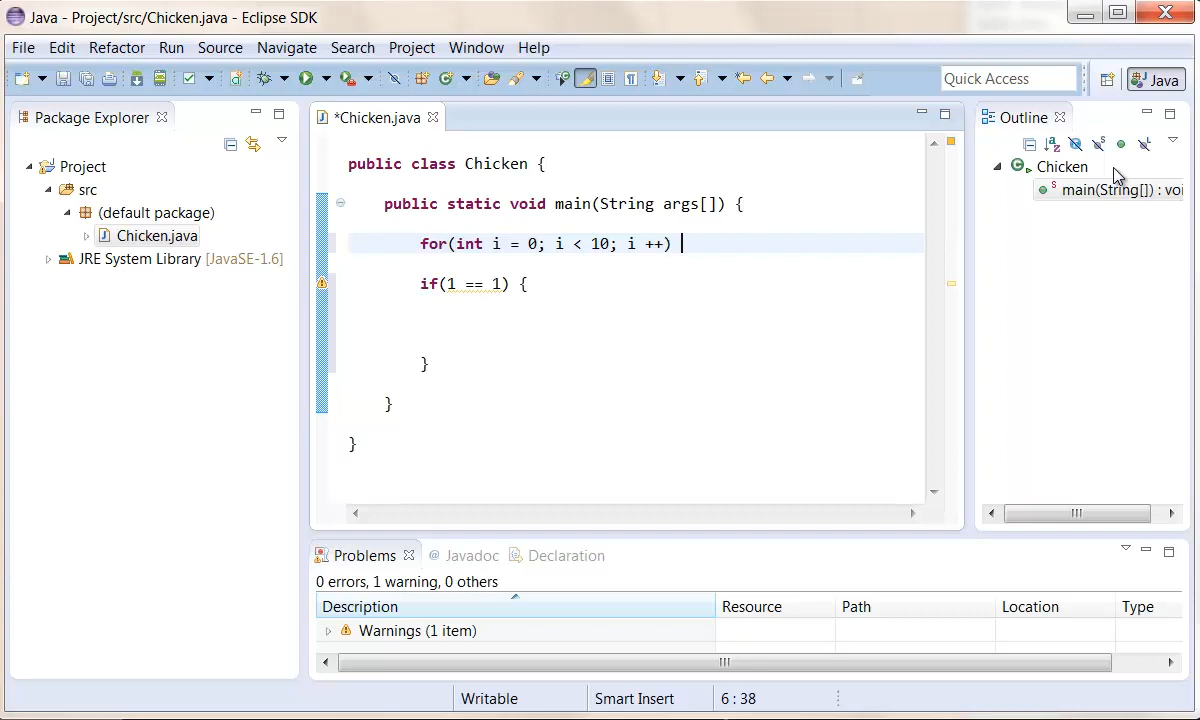 Java - Project/src/Chicken.java - Eclipse SDK
File Edit Refactor Run Source Navigate Search Project Window Help
Quick Access
Java
Package Explorer
Project
src
(default package)
Chicken.java
JRE System Library [JavaSE-1.6]
*Chicken.java
public class Chicken {
public static void main(String args[]) {
for(int i = 0; i < 10; i ++)
if(1 == 1) {
}
}
}
Outline
Chicken
main(String[]) : voi
Problems Javadoc Declaration
0 errors, 1 warning, 0 others
Description Resource Path Location Type
Warnings (1 item)
Writable Smart Insert 6 : 38